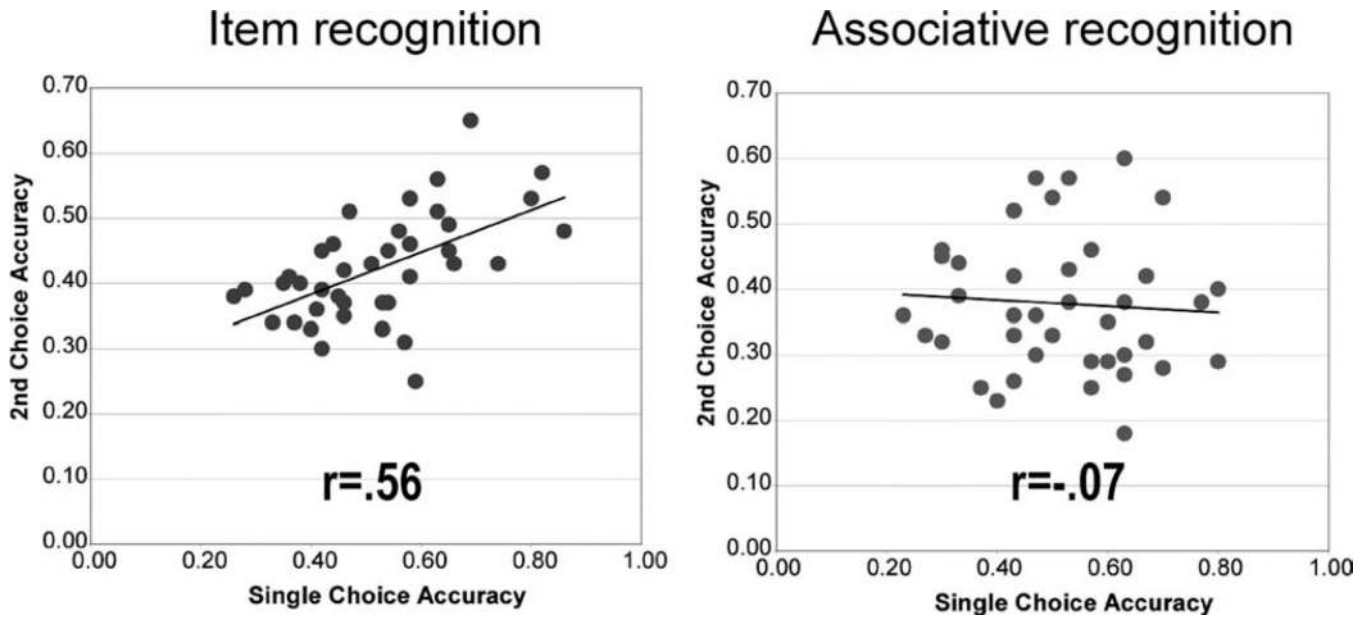 Item recognition
0.70
0.60
0.50
0.40
0.30
0.20
0.10
0.00
2nd Choice Accuracy
r=.56
0.00 0.20 0.40 0.60 0.80 1.00
Single Choice Accuracy
Associative recognition
0.70
0.60
0.50
0.40
0.30
0.20
0.10
0.00
2nd Choice Accuracy
r=-.07
0.00 0.20 0.40 0.60 0.80 1.00
Single Choice Accuracy